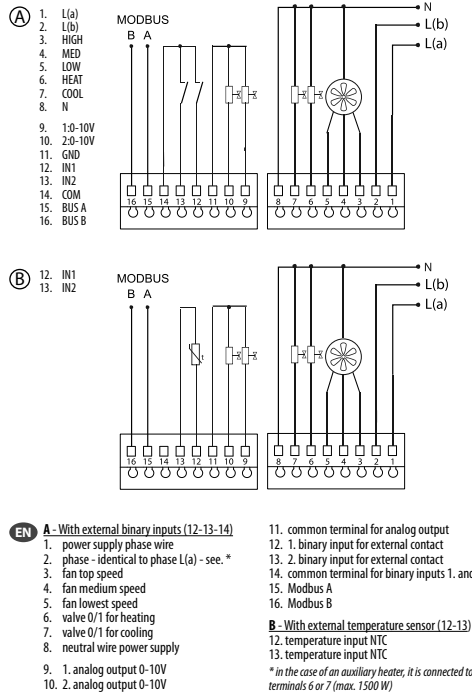 A
1. L(a)
2. L(b)
3. HIGH
4. MED
5. LOW
6. HEAT
7. COOL
8. N
9. 1:0-10V
10. 2:0-10V
11. GND
12. IN1
13. IN2
14. COM
15. BUS A
16. BUS B
MODBUS
B A
N
L(b)
L(a)
16 15 14 13 12 11 10 9
8 7 6 5 4 3 2 1
B
12. IN1
13. IN2
MODBUS
B A
t
N
L(b)
L(a)
16 15 14 13 12 11 10 9
8 7 6 5 4 3 2 1
EN
A - With external binary inputs (12-13-14)
1. power supply phase wire
2. phase - identical to phase L(a) - see. *
3. fan top speed
4. fan medium speed
5. fan lowest speed
6. valve 0/1 for heating
7. valve 0/1 for cooling
8. neutral wire power supply
9. 1. analog output 0-10V
10. 2. analog output 0-10V
11. common terminal for analog output
12. 1. binary input for external contact
13. 2. binary input for external contact
14. common terminal for binary inputs 1. and
15. Modbus A
16. Modbus B
B - With external temperature sensor (12-13)
12. temperature input NTC
13. temperature input NTC
* in the case of an auxiliary heater, it is connected to
terminals 6 or 7 (max. 1500 W)